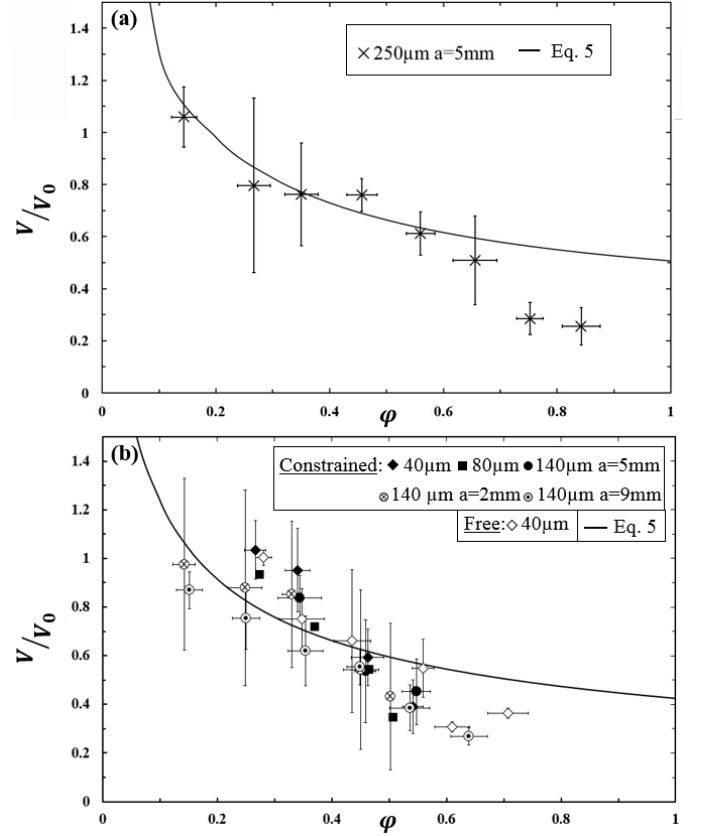 (a)
250µm a=5mm
Eq. 5
1.4
1.2
1
0.8
0.6
0.4
0.2
0
V/V0
0 0.2 0.4 0.6 0.8 1
φ
(b)
Constrained: 40µm 80µm 140µm a=5mm
140 µm a=2mm 140µm a=9mm
Free: 40µm Eq. 5
1.4
1.2
1
0.8
0.6
0.4
0.2
0
V/V0
0 0.2 0.4 0.6 0.8 1
φ